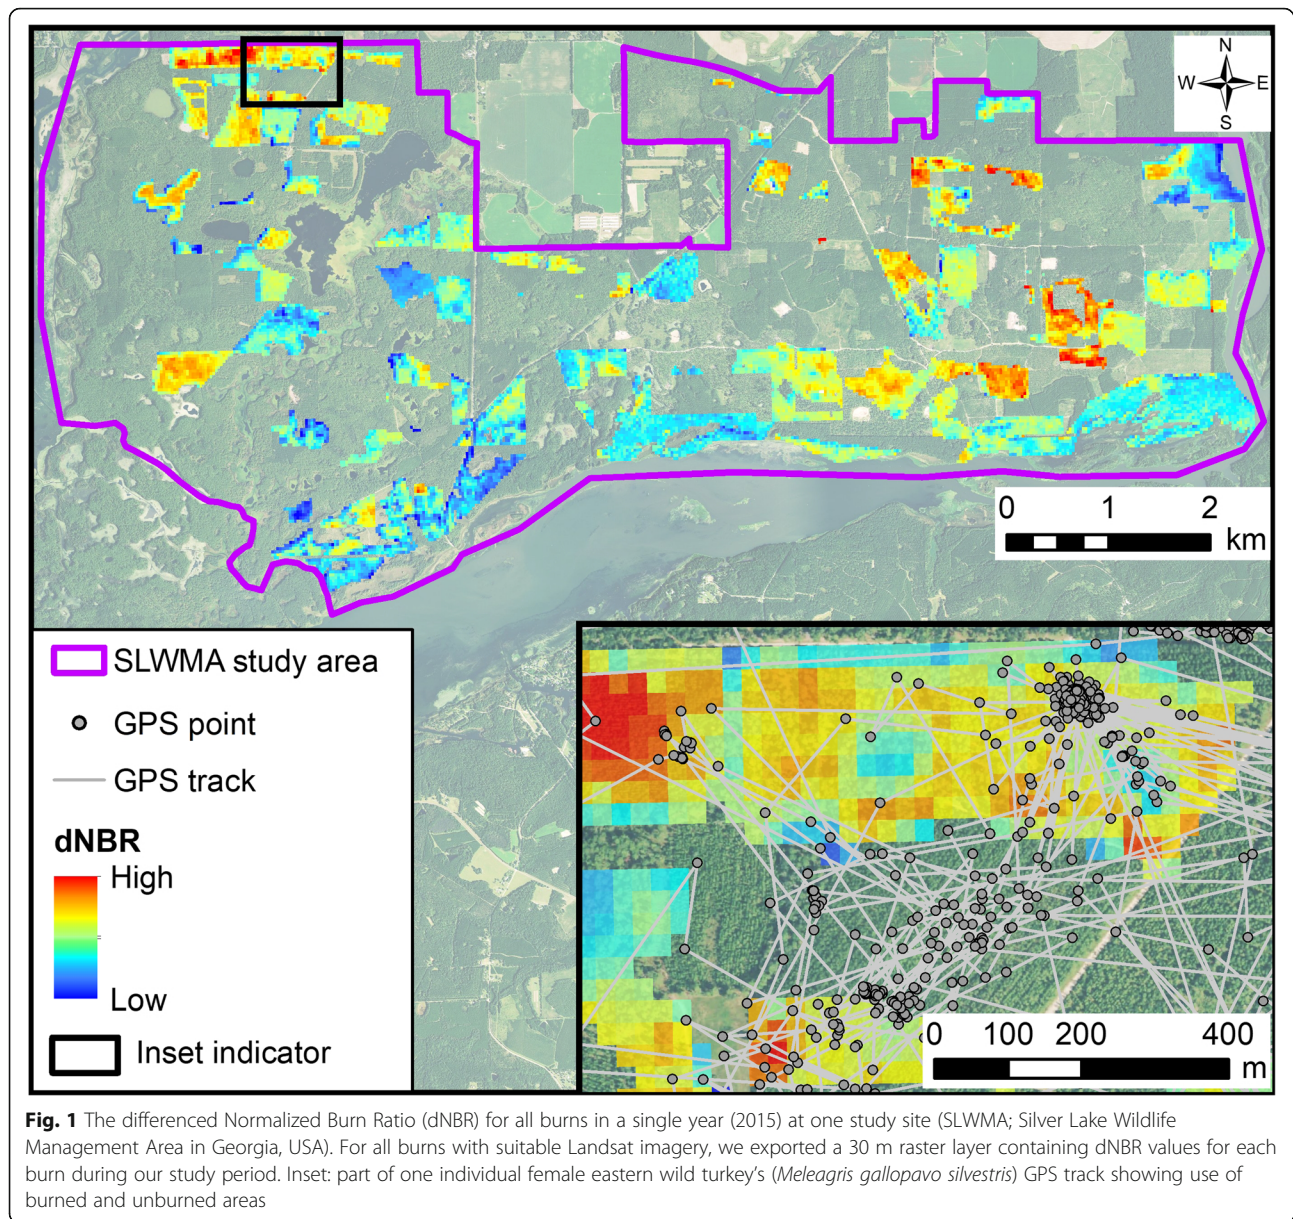 N
W E
S
0 1 2
km
SLWMA study area
GPS point
GPS track
dNBR
High
Low
Inset indicator
0 100 200 400
m
Fig. 1 The differenced Normalized Burn Ratio (dNBR) for all burns in a single year (2015) at one study site (SLWMA; Silver Lake Wildlife
Management Area in Georgia, USA). For all burns with suitable Landsat imagery, we exported a 30 m raster layer containing dNBR values for each
burn during our study period. Inset: part of one individual female eastern wild turkey's (Meleagris gallopavo silvestris) GPS track showing use of
burned and unburned areas